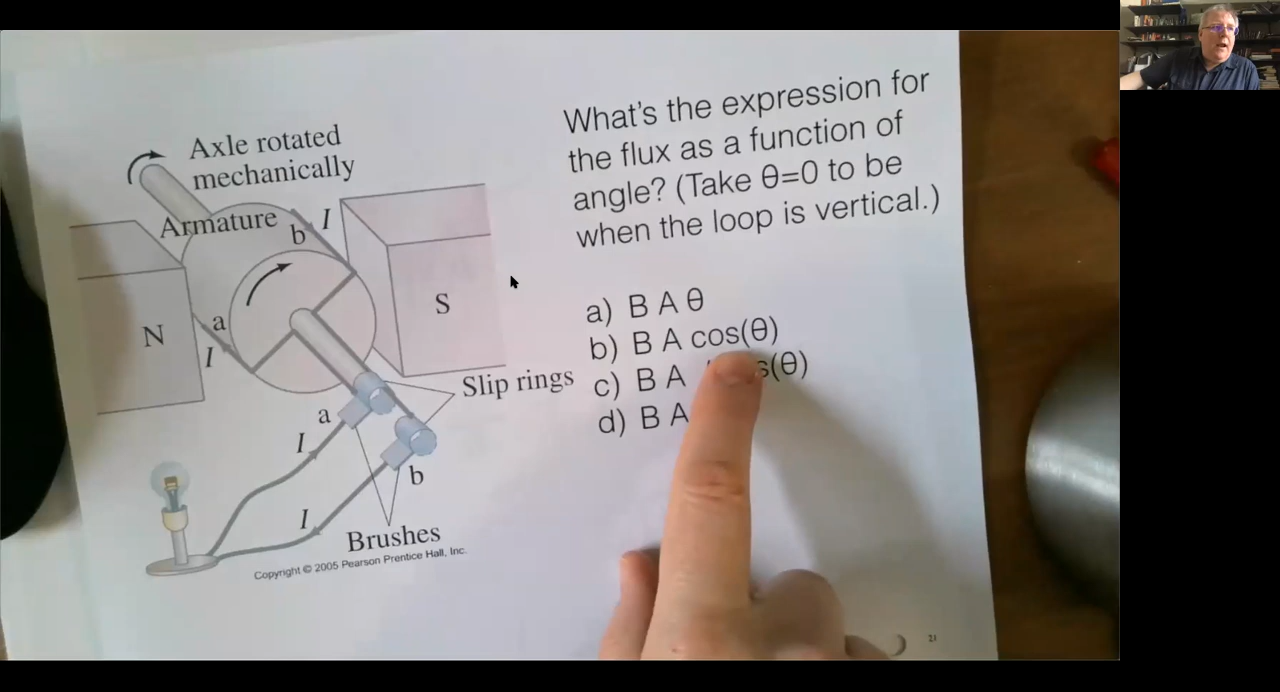 Axle rotated
mechanically
Armature
b
I
a
I
N
S
Slip rings
a
I
b
I
Brushes
Copyright © 2005 Pearson Prentice Hall, Inc.
What's the expression for
the flux as a function of
angle? (Take θ=0 to be
when the loop is vertical.)
a) B A θ
b) B A cos(θ)
c) B A s(θ)
d) B A
21